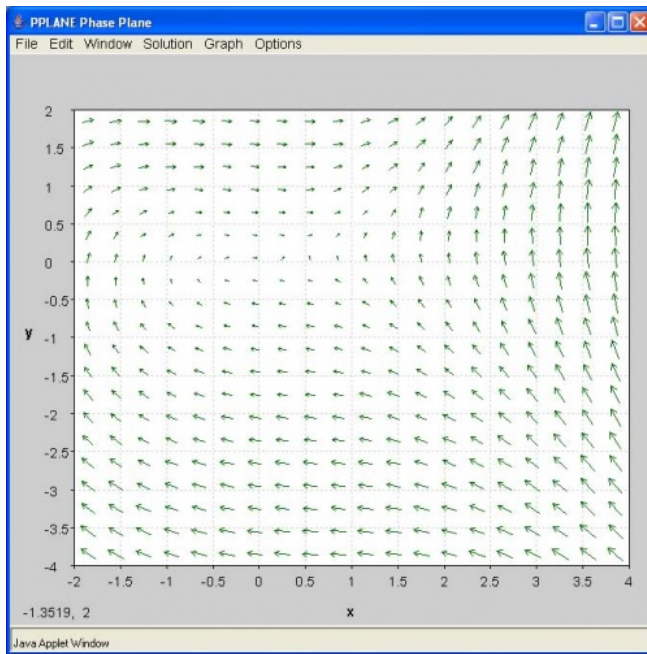 PPLANE Phase Plane
File Edit Window Solution Graph Options
2
1.5
1
0.5
0
-0.5
-1
-1.5
-2
-2.5
-3
-3.5
-4
y
-2 -1.5 -1 -0.5 0 0.5 1 1.5 2 2.5 3 3.5 4
-1.3519, 2
x
Java Applet Window